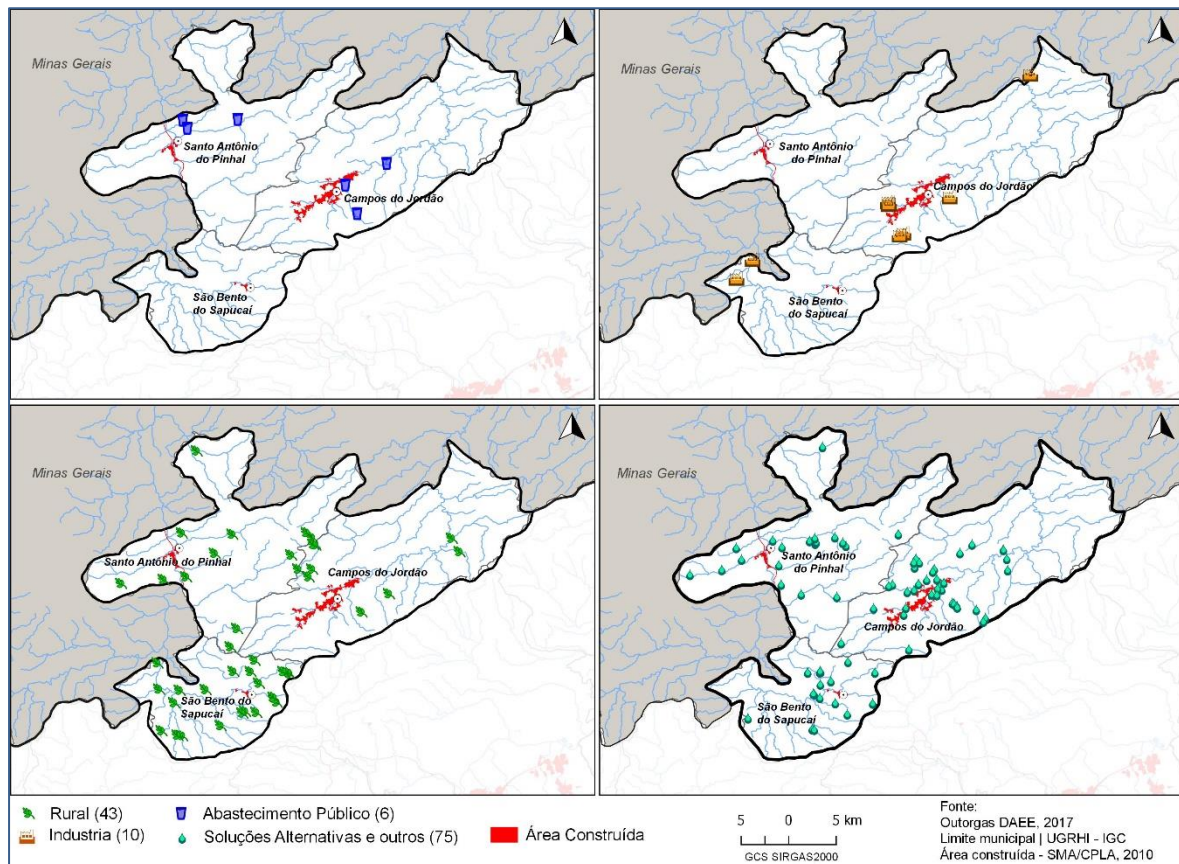 Minas Gerais
Santo Antônio
do Pinhal
Campos do Jordão
São Bento
do Sapucaí
Minas Gerais
Santo Antônio
do Pinhal
Campos do Jordão
São Bento
do Sapucaí
Minas Gerais
Santo Antônio do Pinhal
Campos do Jordão
São Bento do
Sapucaí
Minas Gerais
Santo Antônio
do Pinhal
Campos do Jordão
São Bento
do Sapucaí
Rural (43)
Abastecimento Público (6)
Industria (10)
Soluções Alternativas e outros (75)
Área Construída
5 0 5 km
GCS SIRGAS2000
Fonte:
Outorgas DAEE, 2017
Limite municipal | UGRHI - IGC
Área construída - SMA/CPLA, 2010